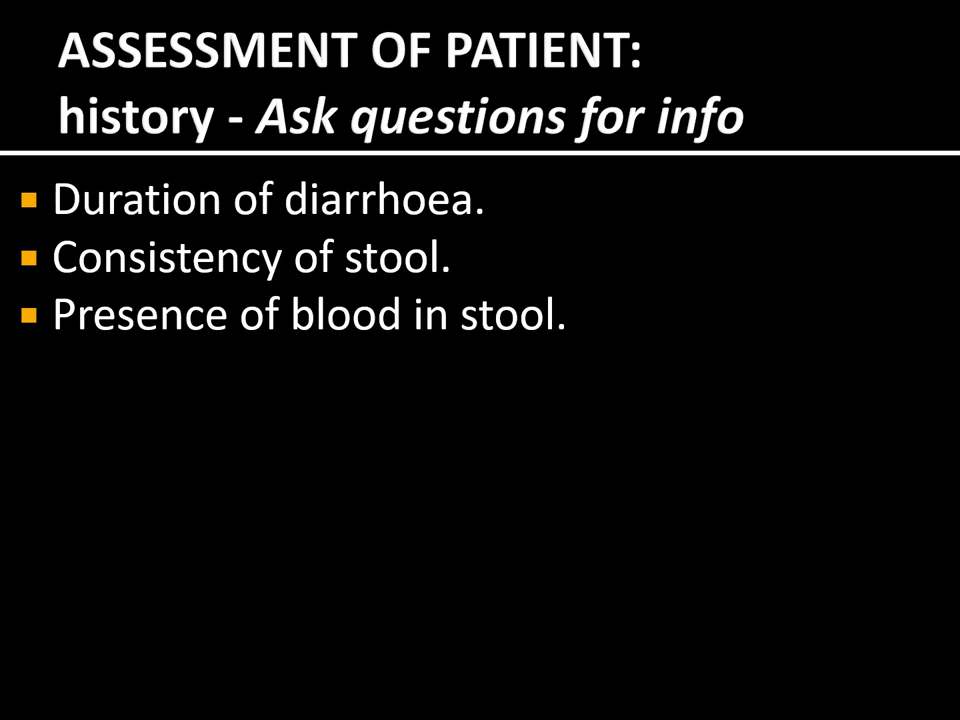 ASSESSMENT OF PATIENT:
history - Ask questions for info
Duration of diarrhoea.
Consistency of stool.
Presence of blood in stool.